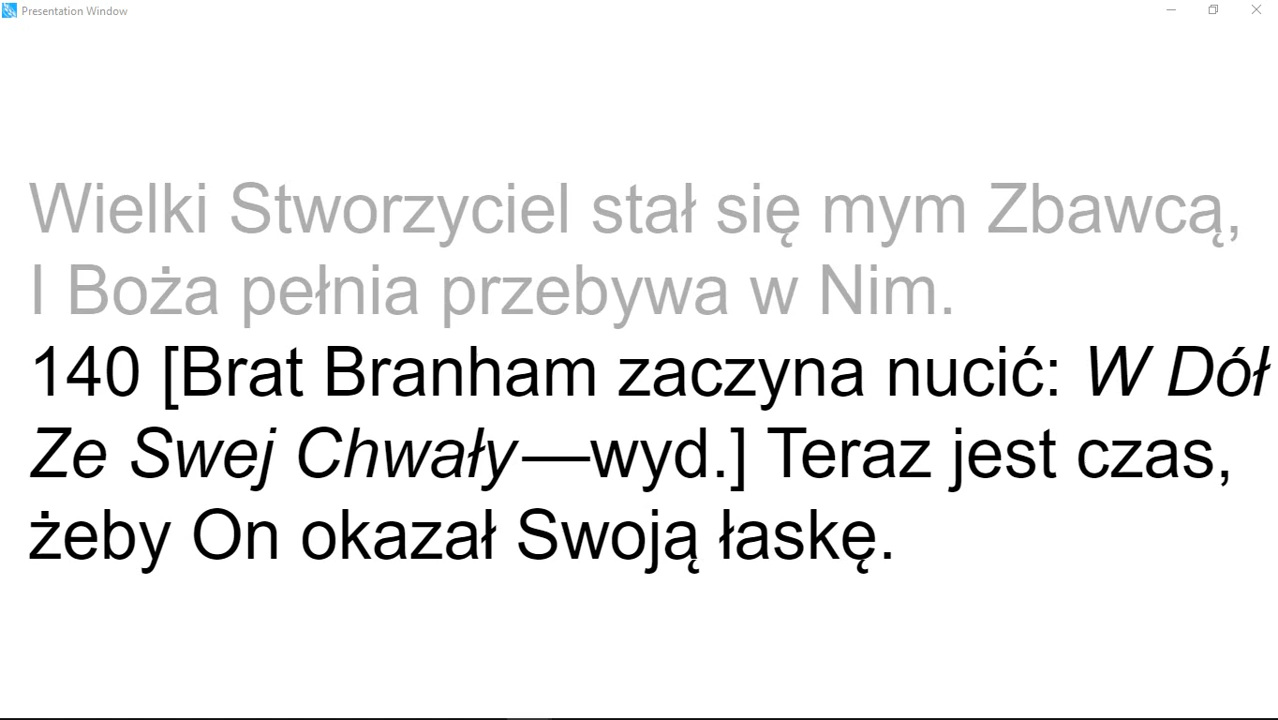 Presentation Window
Wielki Stworzyciel stał się mym Zbawcą,
I Boża pełnia przebywa w Nim.
140 [Brat Branham zaczyna nucić: W Dół
Ze Swej Chwały—wyd.] Teraz jest czas,
żeby On okazał Swoją łaskę.